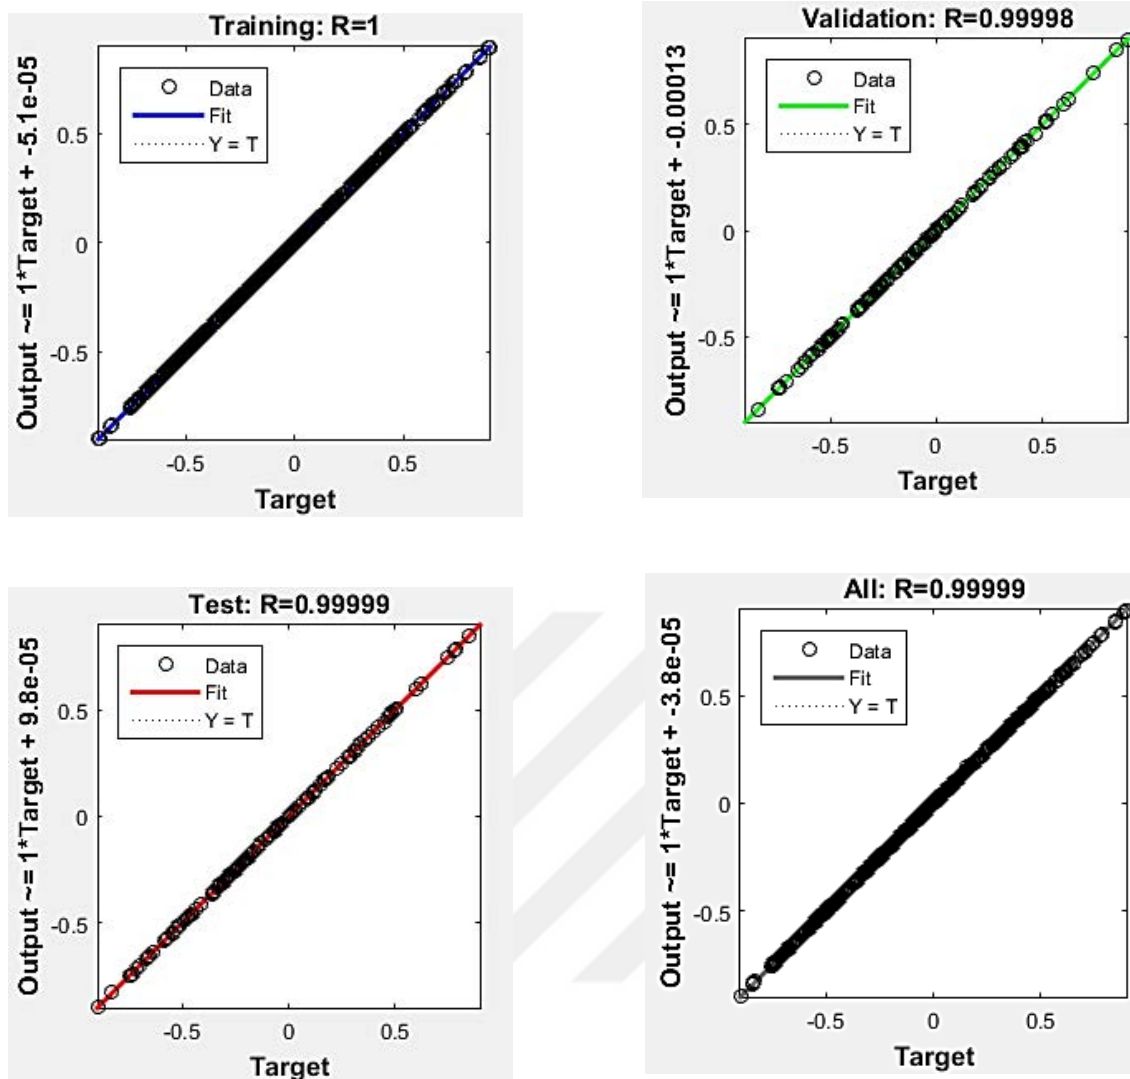 Training: R=1
Output ~= 1*Target + -5.1e-05
Data
Fit
Y = T
0.5
0
-0.5
-0.5 0 0.5
Target
Validation: R=0.99998
Output ~= 1*Target + -0.00013
Data
Fit
Y = T
0.5
0
-0.5
-0.5 0 0.5
Target
Test: R=0.99999
Output ~= 1*Target + 9.8e-05
Data
Fit
Y = T
0.5
0
-0.5
-0.5 0 0.5
Target
All: R=0.99999
Output ~= 1*Target + -3.8e-05
Data
Fit
Y = T
0.5
0
-0.5
-0.5 0 0.5
Target